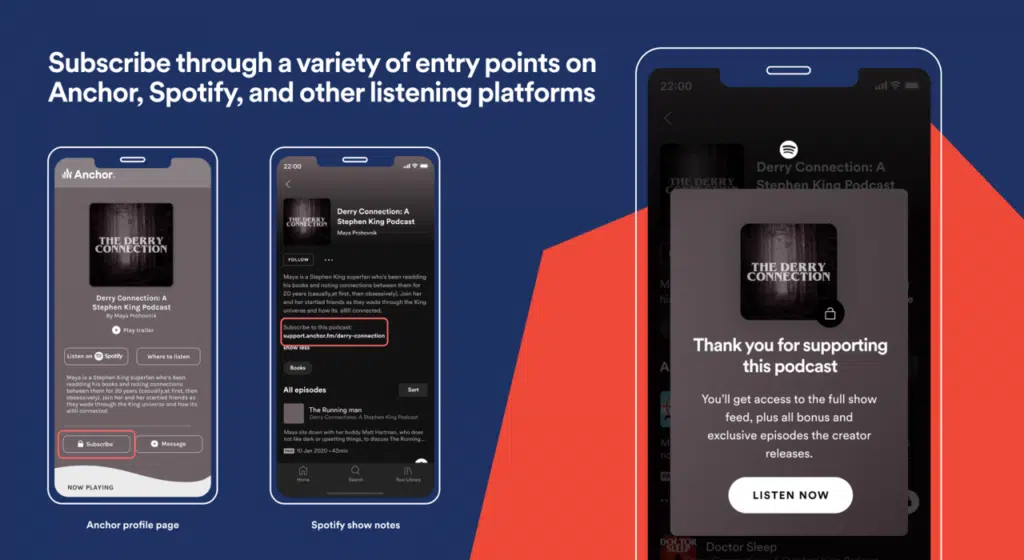 Subscribe through a variety of entry points on
Anchor, Spotify, and other listening platforms
Anchor
THE DERRY
CONNECTION
Derry Connection: A
Stephen King Podcast
By Maya Prohovnik
Play trailer
Listen on Spotify
Where to listen
Maya is a Stephen King superfan who's been reading
his books and noting connections between them for
20 years (casually,at first, then
obsessively). Join her and her startled friends as
they wade through the King universe and how its
allll connected.
Subscribe
Message
NOW PLAYING
Anchor profile page
22:00
THE DERRY
CONNECTION
Derry Connection: A
Stephen King Podcast
Maya Prohovnik
FOLLOW
Maya is a Stephen King superfan who's been readding
his books and noting connections between them for
20 years (casually,at first, then obsessively). Join her
and her startled friends as they wade through the King
universe and how its allll connected.
Subscribe to this podcast:
support.anchor.fm/derry-connection
show less
Books
All episodes
Sort
The Running man
Derry Connections: A Stephen King Podcast
Maya sits down with her buddy Matt Hartman, who does
not like dark or upsetting things, to discuss The Running...
10 Jan 2020 • 42min
Home
Search
Your Library
Spotify show notes
22:00
Derry Connection: A
Stephen King Podcast
THE DERRY
THE DERRY
CONNECTION
Thank you for supporting
this podcast
You'll get access to the full show
feed, plus all bonus and
exclusive episodes the creator
releases.
LISTEN NOW
DOCTOR
SLEEP
Doctor Sleep